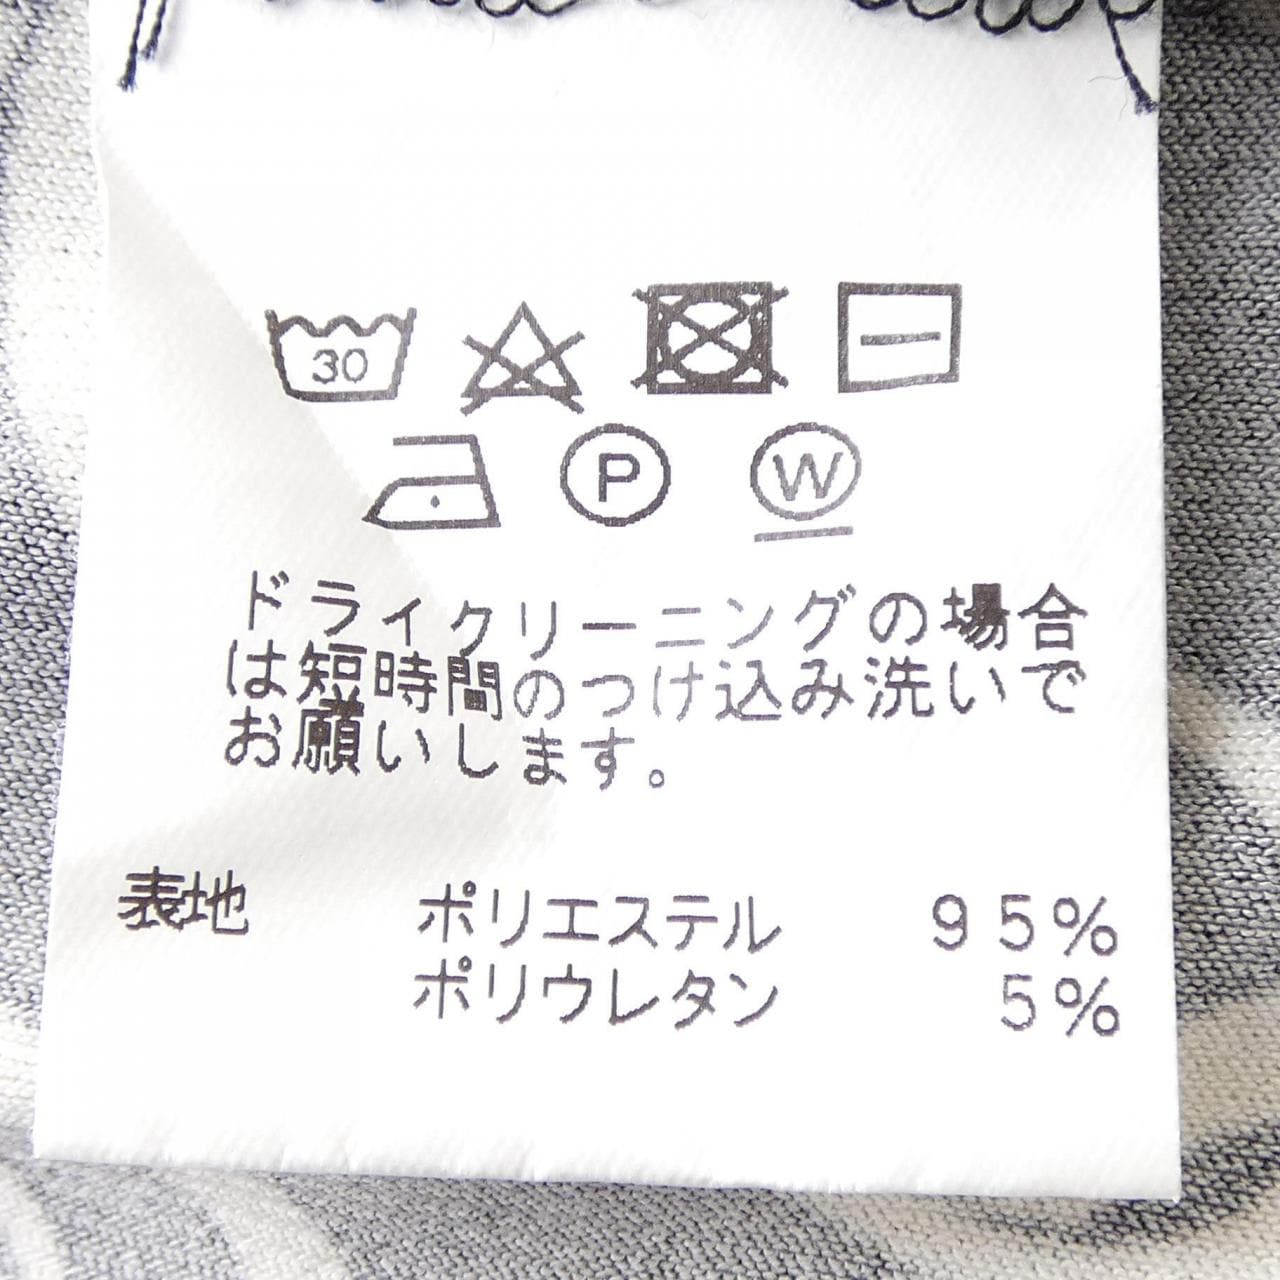 30
P W
ドライクリーニングの場合
は短時間のつけ込み洗いで
お願いします。
表地 ポリエステル 95%
ポリウレタン 5%